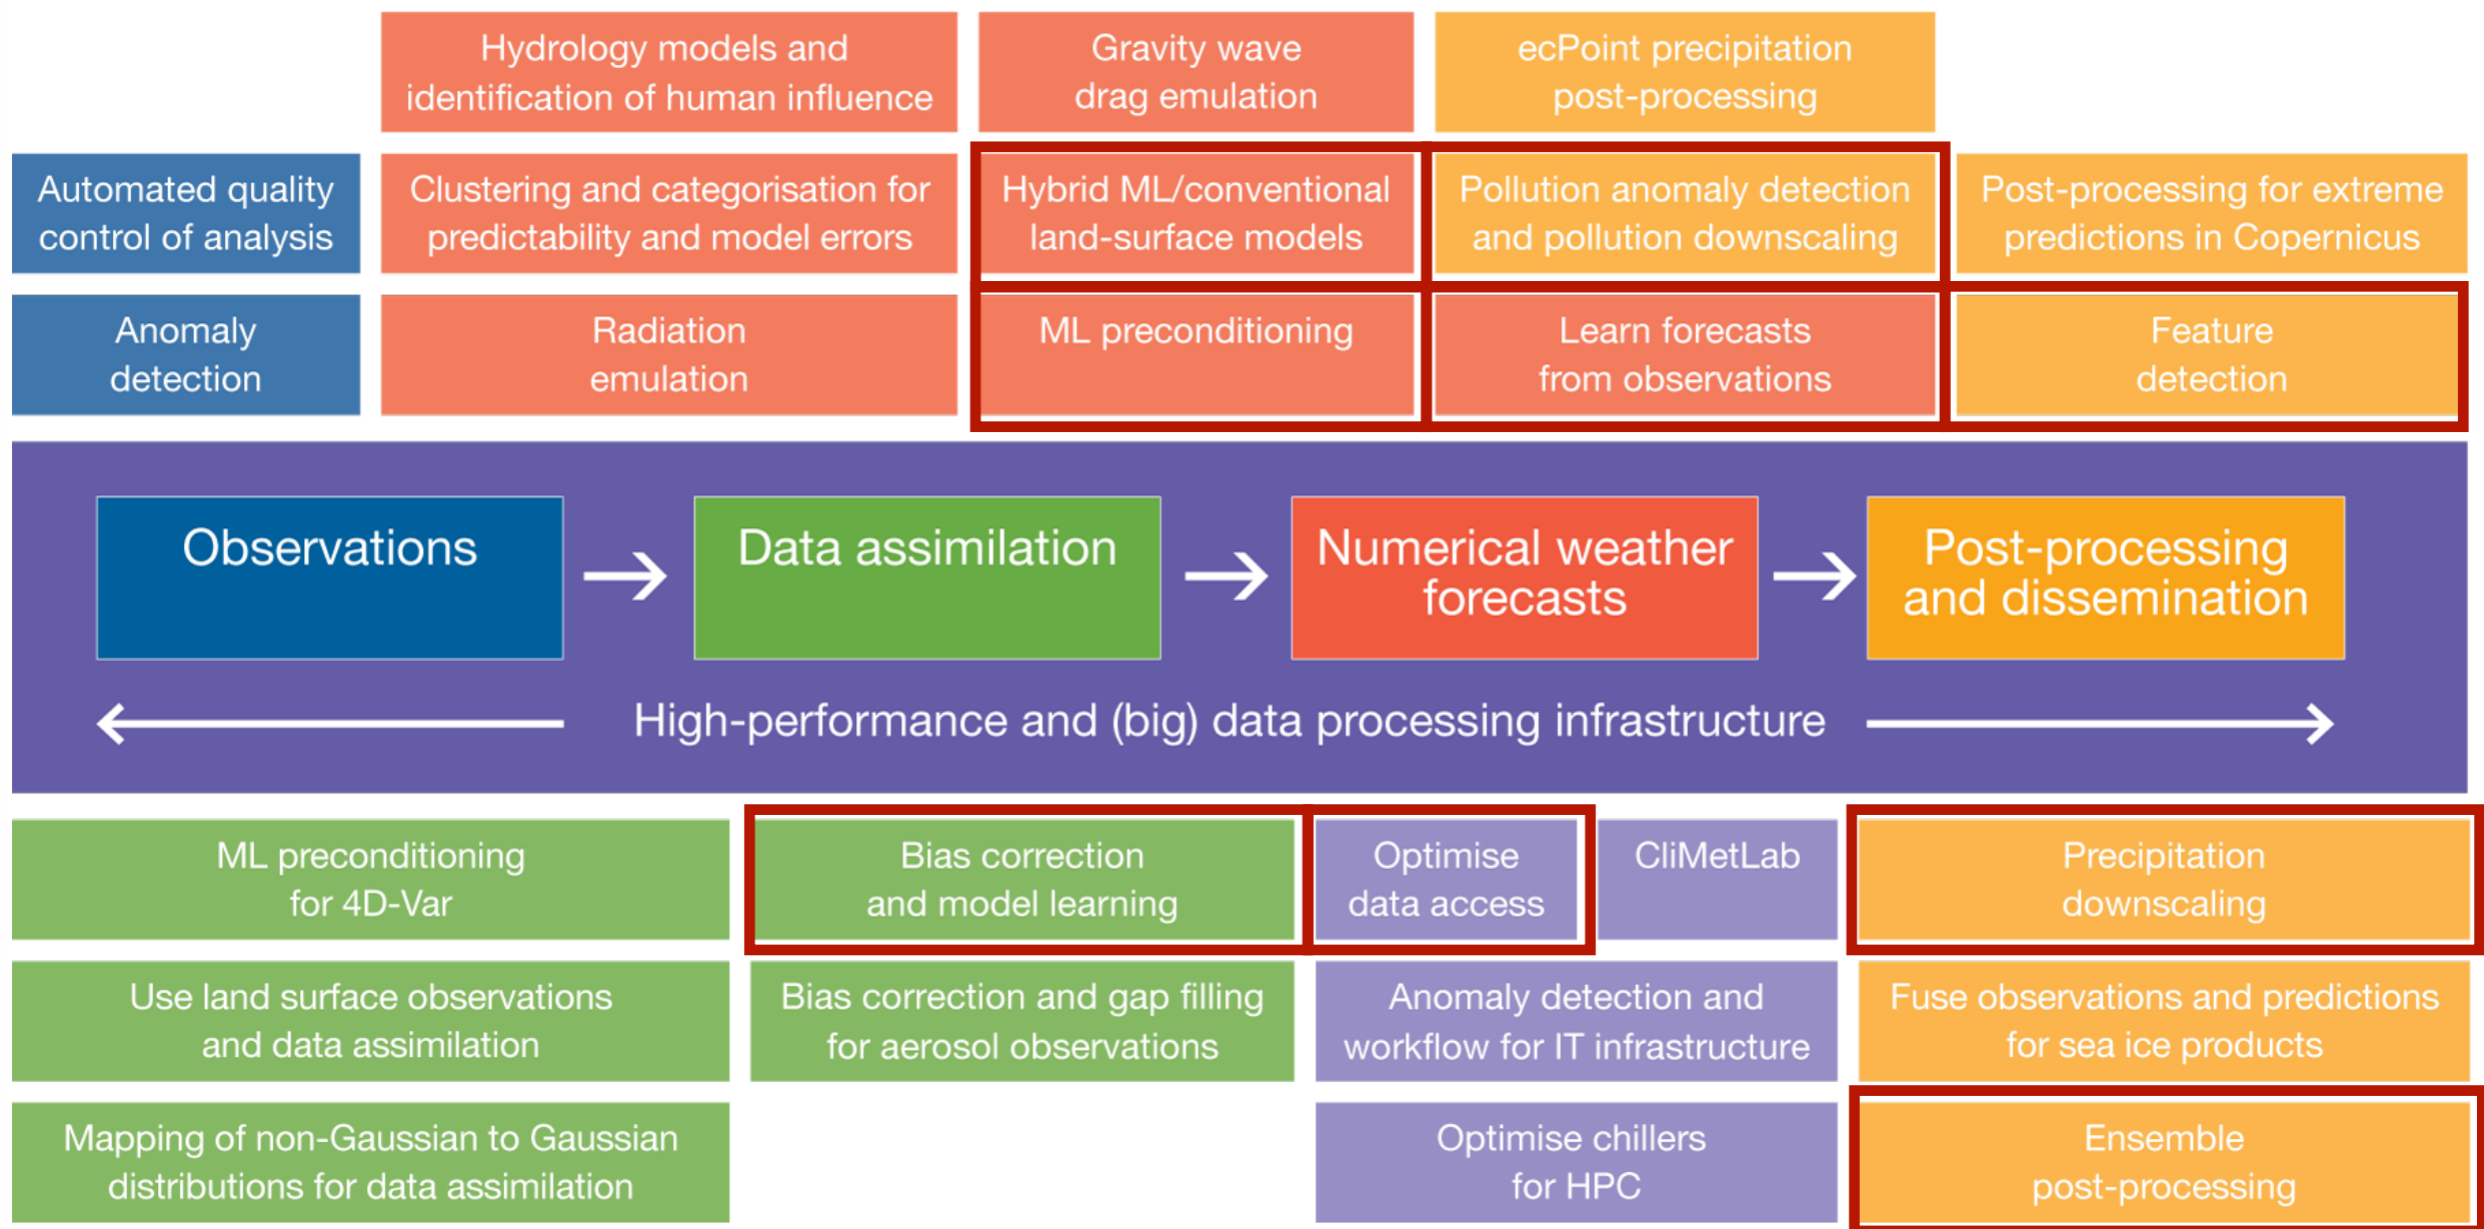 Hydrology models and
identification of human influence
Gravity wave
drag emulation
ecPoint precipitation
post-processing
Automated quality
control of analysis
Clustering and categorisation for
predictability and model errors
Hybrid ML/conventional
land-surface models
Pollution anomaly detection
and pollution downscaling
Post-processing for extreme
predictions in Copernicus
Anomaly
detection
Radiation
emulation
ML preconditioning
Learn forecasts
from observations
Feature
detection
Observations
Data assimilation
Numerical weather
forecasts
Post-processing
and dissemination
High-performance and (big) data processing infrastructure
ML preconditioning
for 4D-Var
Bias correction
and model learning
Optimise
data access
CliMetLab
Precipitation
downscaling
Use land surface observations
and data assimilation
Bias correction and gap filling
for aerosol observations
Anomaly detection and
workflow for IT infrastructure
Fuse observations and predictions
for sea ice products
Mapping of non-Gaussian to Gaussian
distributions for data assimilation
Optimise chillers
for HPC
Ensemble
post-processing